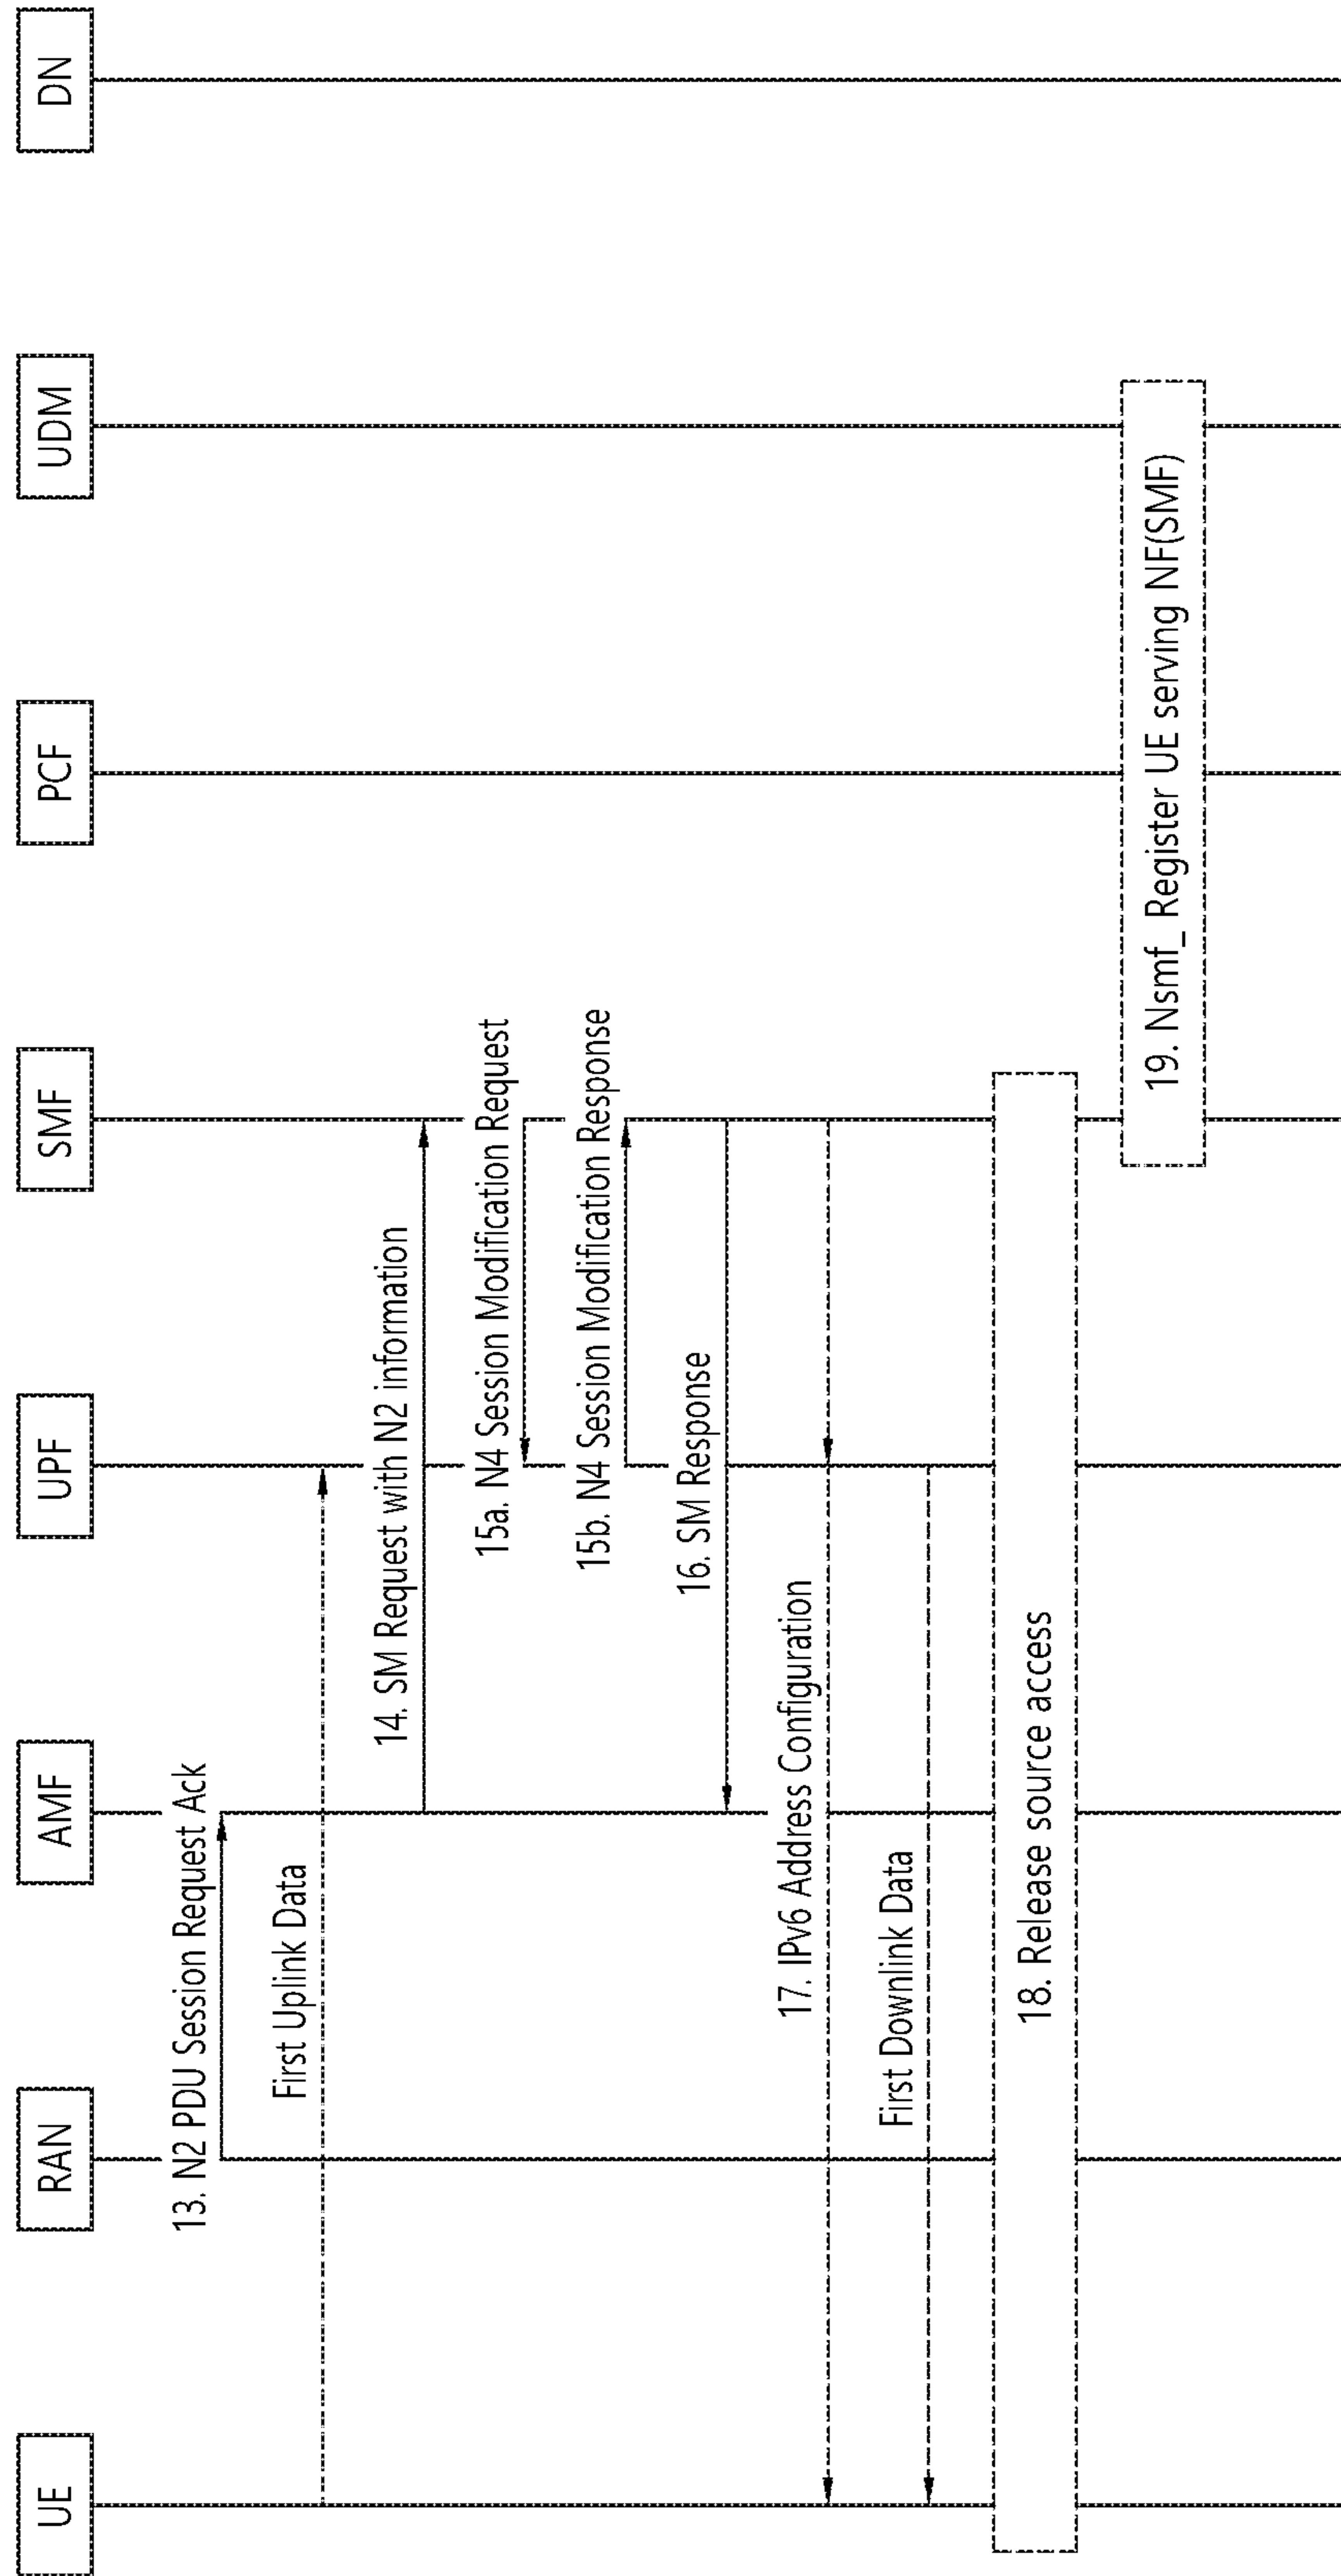 UE
RAN
AMF
UPF
SMF
PCF
UDM
DN
13. N2 PDU Session Request Ack
First Uplink Data
14. SM Request with N2 information
15a. N4 Session Modification Request
15b. N4 Session Modification Response
16. SM Response
17. IPv6 Address Configuration
First Downlink Data
18. Release source access
19. Nsmf_ Register UE serving NF(SMF)